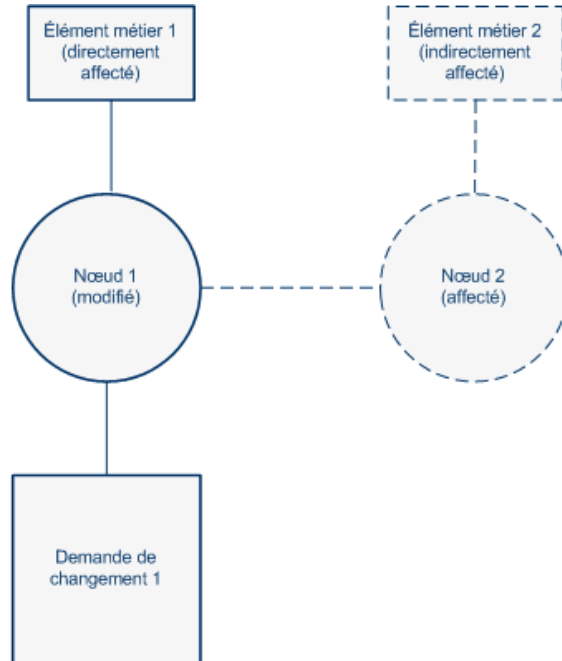 Élément métier 1
(directement
affecté)
Élément métier 2
(indirectement
affecté)
Nœud 1
(modifié)
Nœud 2
(affecté)
Demande de
changement 1